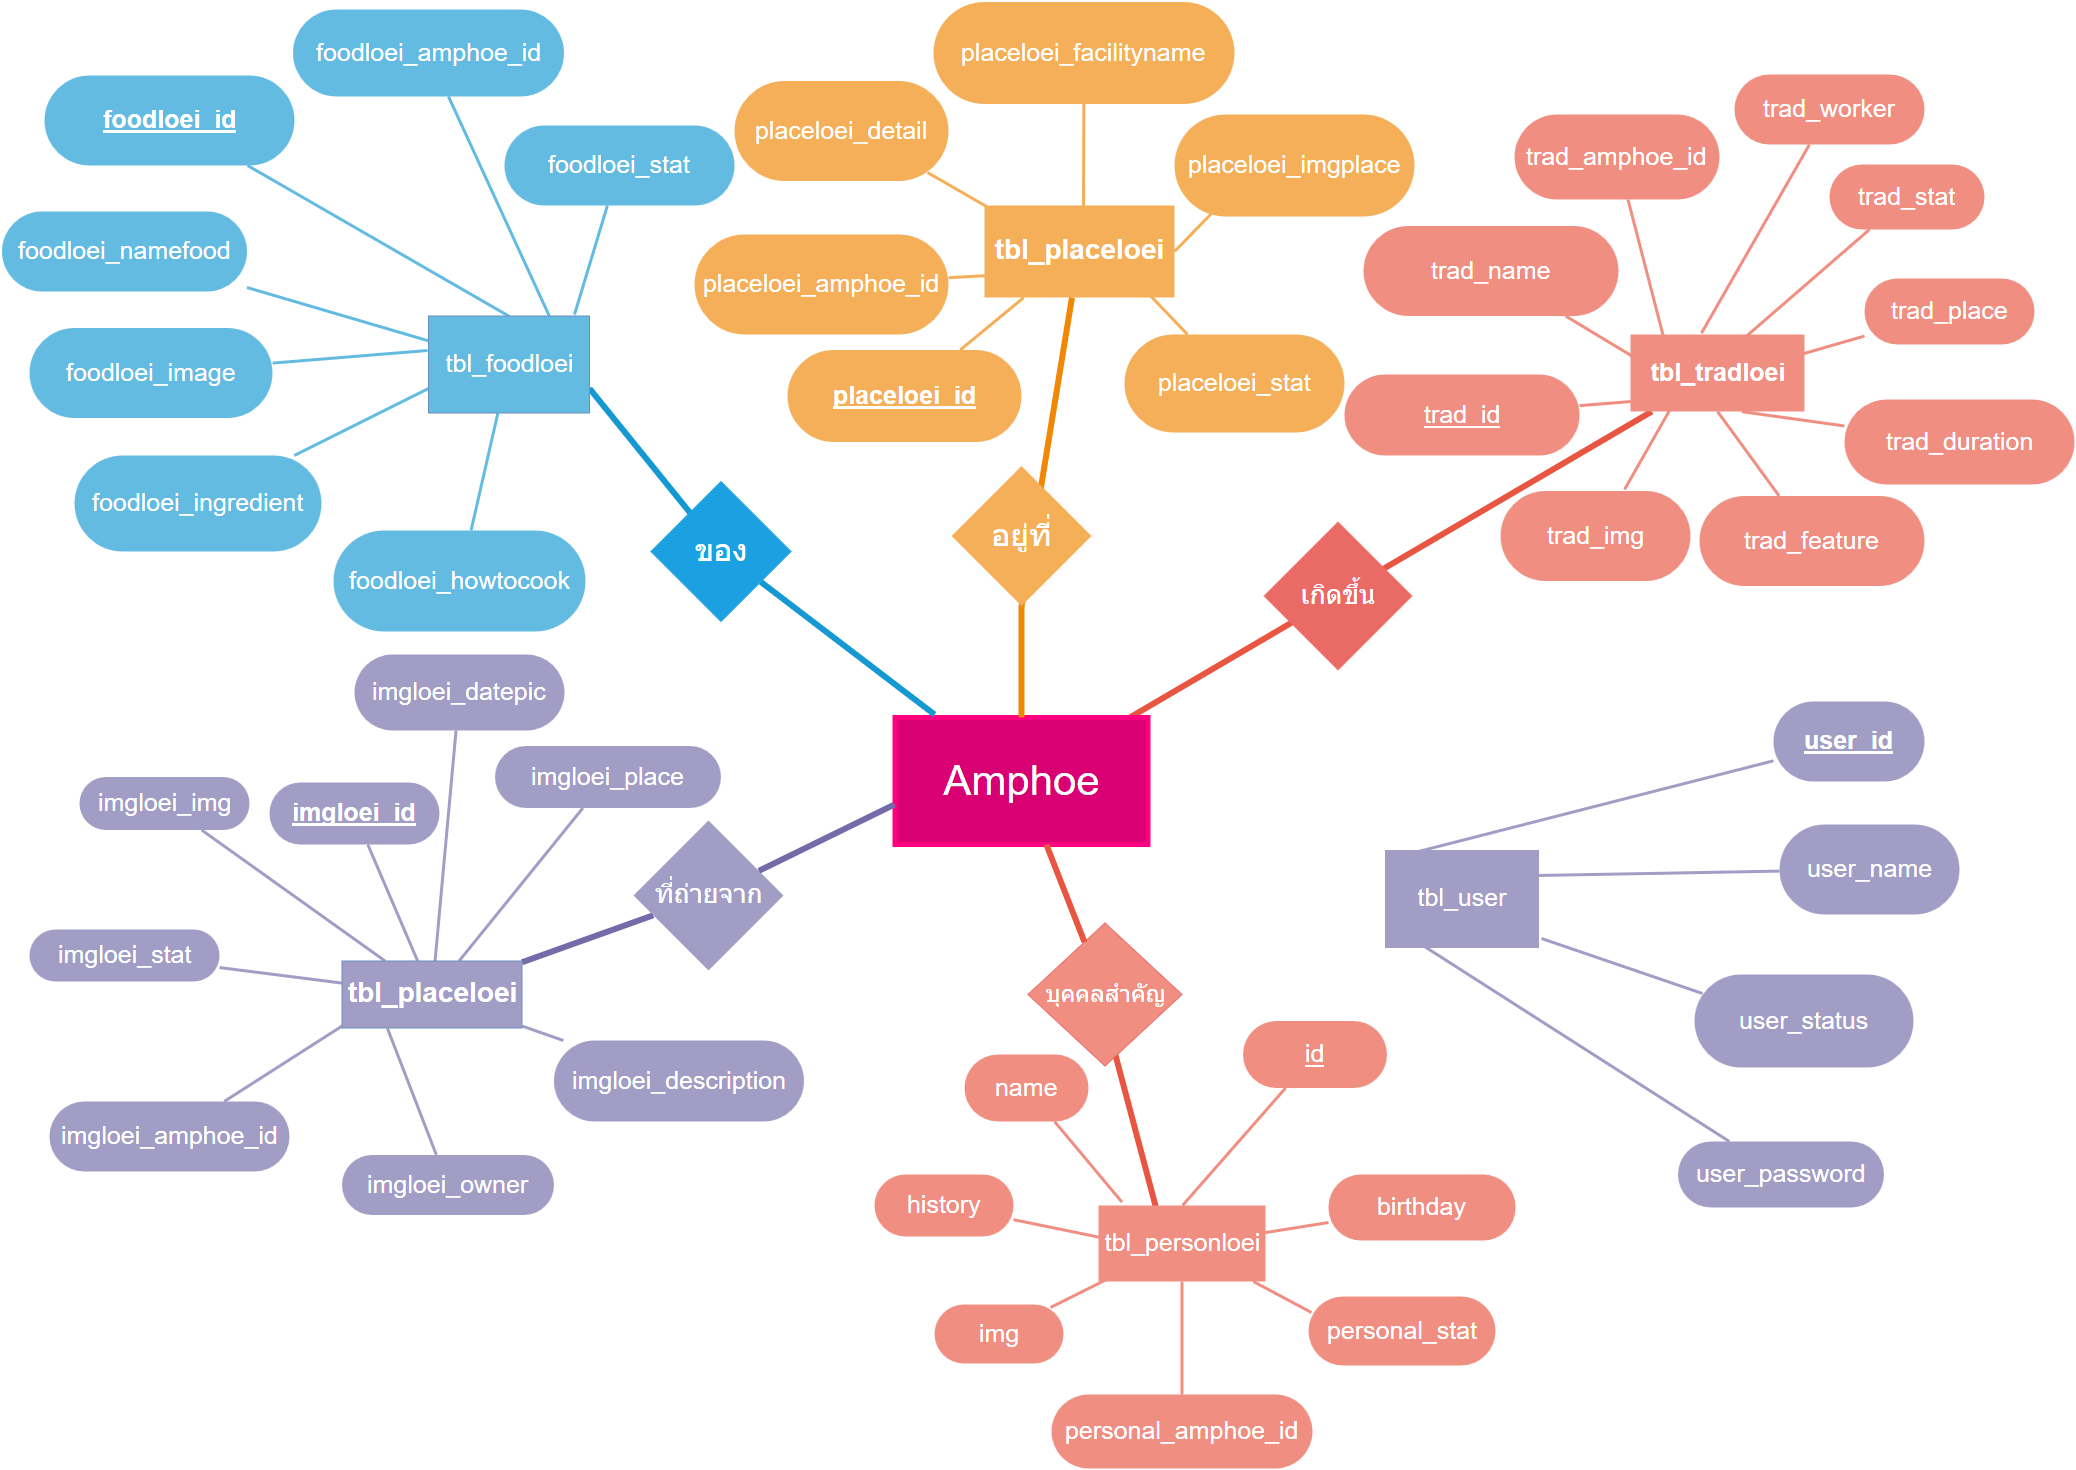 foodloei_amphoe_id
foodloei_id
foodloei_stat
foodloei_namefood
foodloei_image
tbl_foodloei
foodloei_ingredient
foodloei_howtocook
ของ
placeloei_facilityname
placeloei_detail
placeloei_imgplace
tbl_placeloei
placeloei_amphoe_id
placeloei_id
placeloei_stat
อยู่ที่
trad_worker
trad_amphoe_id
trad_stat
trad_name
trad_place
tbl_tradloei
trad_id
trad_duration
trad_img
trad_feature
เกิดขึ้น
Amphoe
imgloei_datepic
imgloei_place
imgloei_img
imgloei_id
ที่ถ่ายจาก
imgloei_stat
tbl_placeloei
imgloei_description
imgloei_amphoe_id
imgloei_owner
บุคคลสำคัญ
id
name
history
birthday
tbl_personloei
img
personal_stat
personal_amphoe_id
user_id
user_name
tbl_user
user_status
user_password